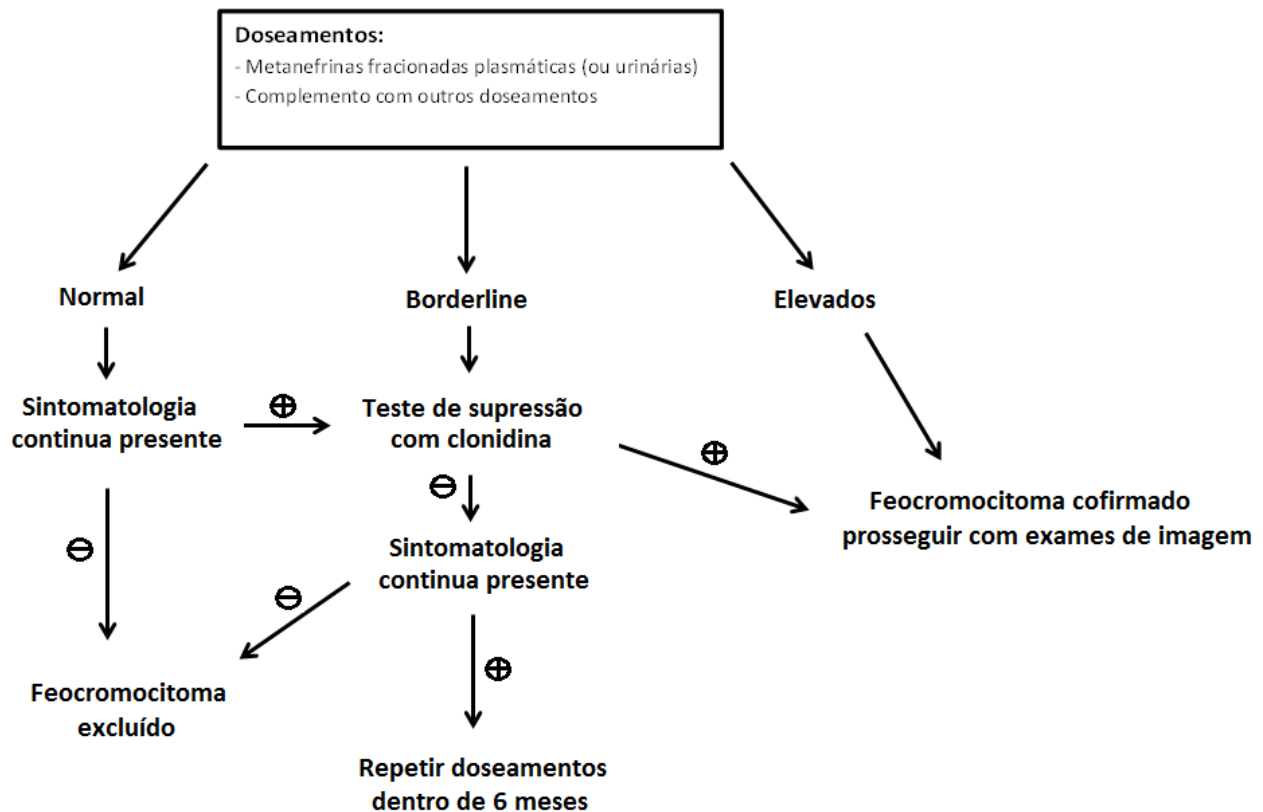 Doseamentos:
- Metanefrinas fracionadas plasmáticas (ou urinárias)
- Complemento com outros doseamentos
Normal
Borderline
Elevados
Sintomatologia
continua presente
⊕
Teste de supressão
com clonidina
⊕
⊖
Feocromocitoma cofirmado
prosseguir com exames de imagem
⊖
Sintomatologia
continua presente
⊖
⊕
Feocromocitoma
excluído
Repetir doseamentos
dentro de 6 meses